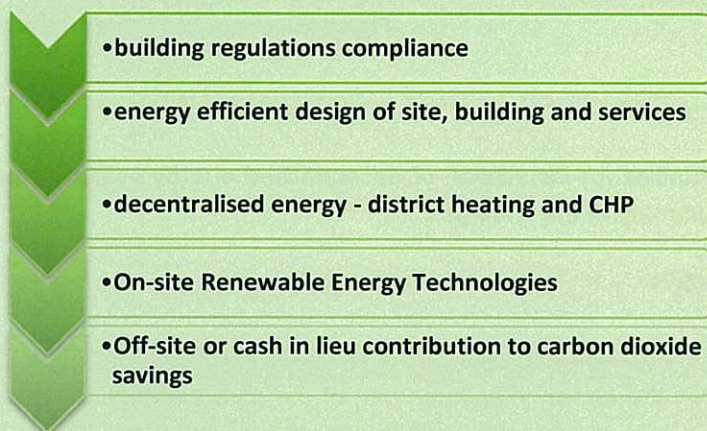 •building regulations compliance
•energy efficient design of site, building and services
•decentralised energy - district heating and CHP
•On-site Renewable Energy Technologies
•Off-site or cash in lieu contribution to carbon dioxide
savings